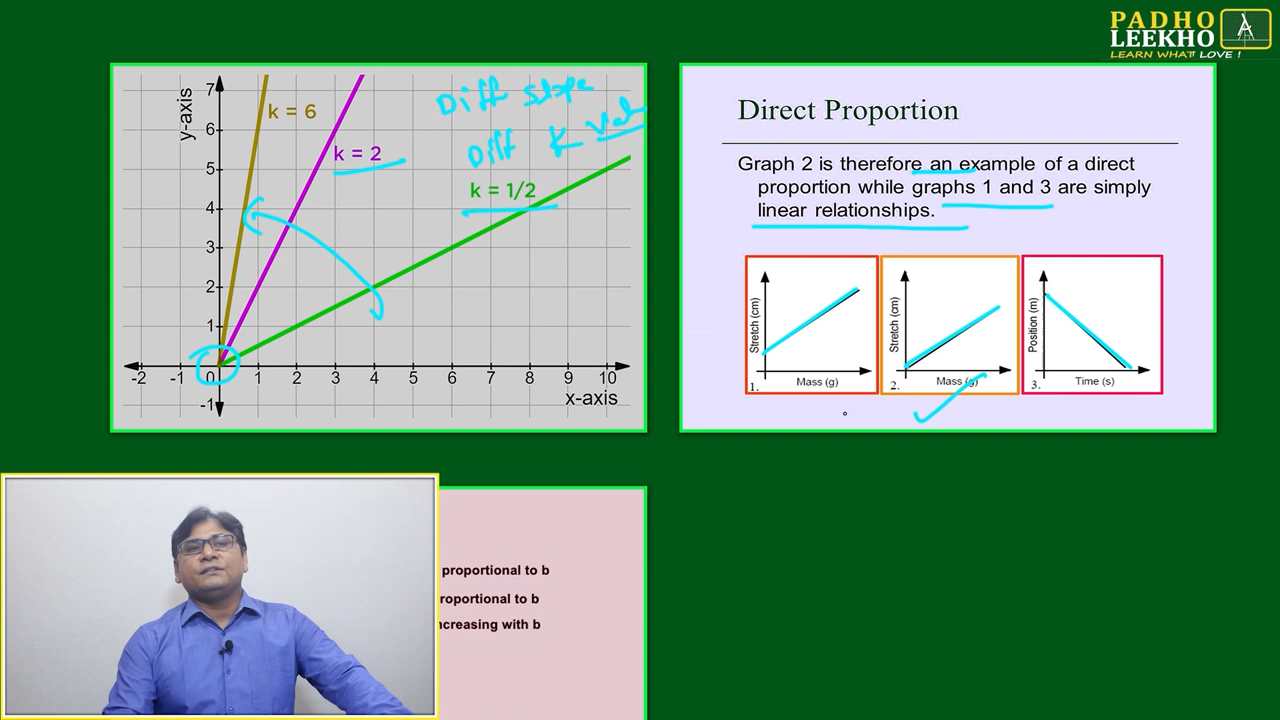 PADHO
LEEKHO
LEARN WHAT I LOVE !
y-axis
7
6
5
4
3
2
1
-1
k = 6
k = 2
k = 1/2
Diff slope
Diff K
-2 -1 0 1 2 3 4 5 6 7 8 9 10
x-axis
Direct Proportion
Graph 2 is therefore an example of a direct
proportion while graphs 1 and 3 are simply
linear relationships.
Stretch (cm)
Mass (g)
1.
Stretch (cm)
Mass (g)
2.
Position (m)
Time (s)
3.
proportional to b
roportional to b
ncreasing with b